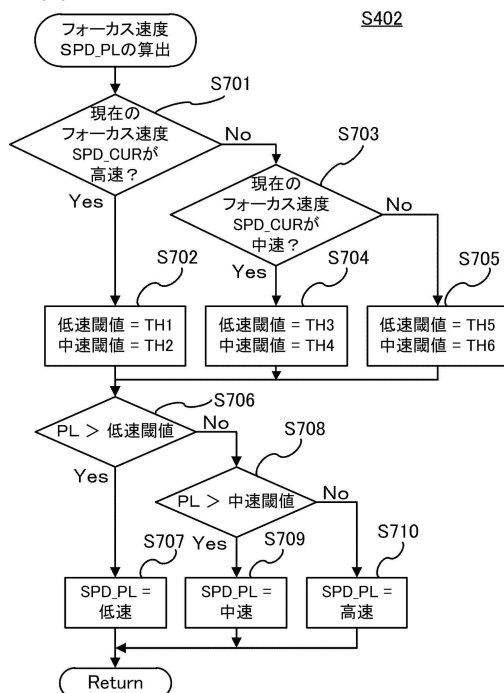 S402
フォーカス速度
SPD_PLの算出
S701
現在の
フォーカス速度
SPD_CURが
高速？
No
Yes
S703
現在の
フォーカス速度
SPD_CURが
中速？
No
Yes
S702
低速閾値 = TH1
中速閾値 = TH2
S704
低速閾値 = TH3
中速閾値 = TH4
S705
低速閾値 = TH5
中速閾値 = TH6
S706
PL ＞ 低速閾値
No
Yes
S708
PL ＞ 中速閾値
No
Yes
S707
SPD_PL =
低速
S709
SPD_PL =
中速
S710
SPD_PL =
高速
Return